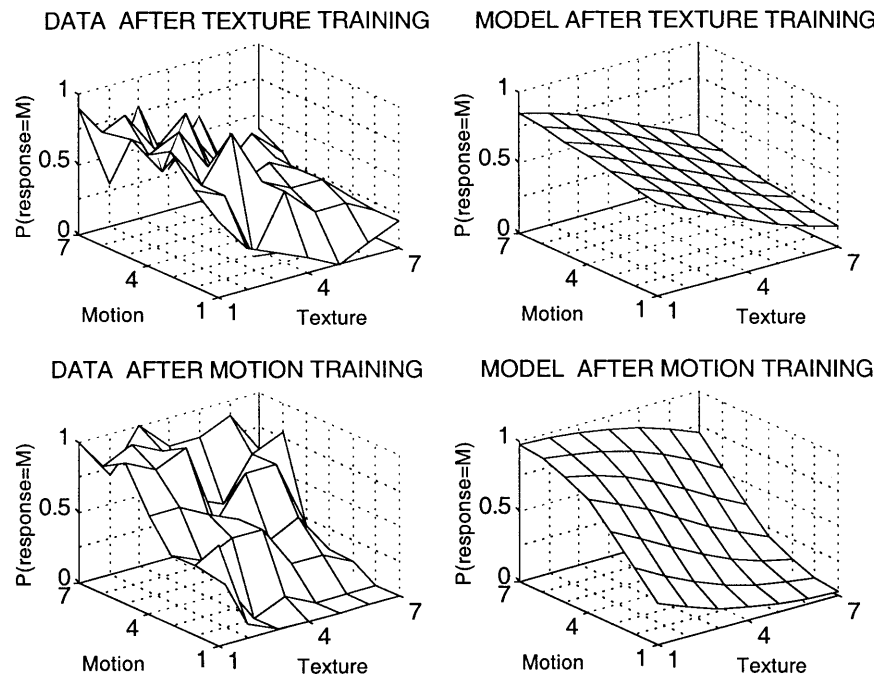 DATA AFTER TEXTURE TRAINING
P(response=M)
1
0.5
0
7
4
1
Motion
1
4
7
Texture
MODEL AFTER TEXTURE TRAINING
P(response=M)
1
0.5
0
7
4
1
Motion
1
4
7
Texture
DATA AFTER MOTION TRAINING
P(response=M)
1
0.5
0
7
4
1
Motion
1
4
7
Texture
MODEL AFTER MOTION TRAINING
P(response=M)
1
0.5
0
7
4
1
Motion
1
4
7
Texture